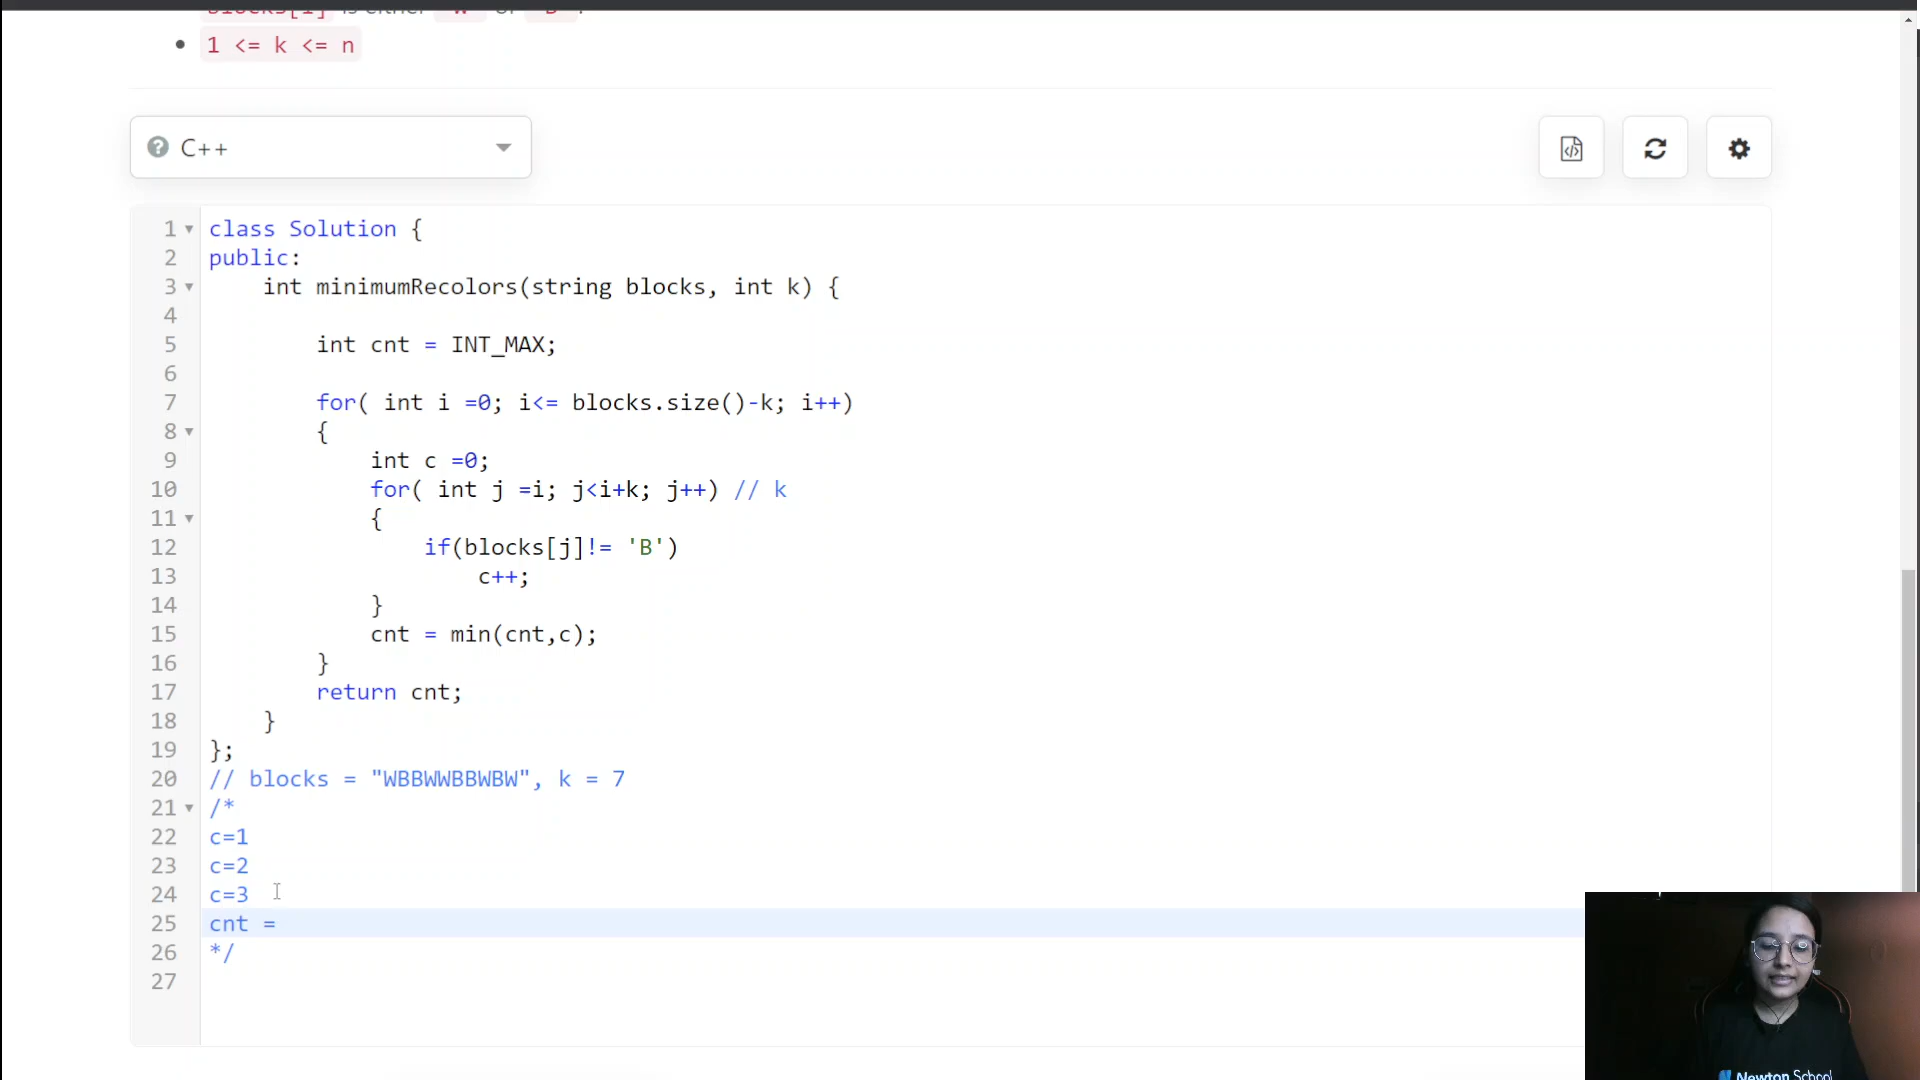 1 <= k <= n
C++
1 class Solution {
2 public:
3 int minimumRecolors(string blocks, int k) {
4
5 int cnt = INT_MAX;
6
7 for( int i =0; i<= blocks.size()-k; i++)
8 {
9 int c =0;
10 for( int j =i; j<i+k; j++) // k
11 {
12 if(blocks[j]!= 'B')
13 c++;
14 }
15 cnt = min(cnt,c);
16 }
17 return cnt;
18 }
19 };
20 // blocks = "WBBWWBBWBW", k = 7
21 /*
22 c=1
23 c=2
24 c=3
25 cnt =
26 */
27
Newton School